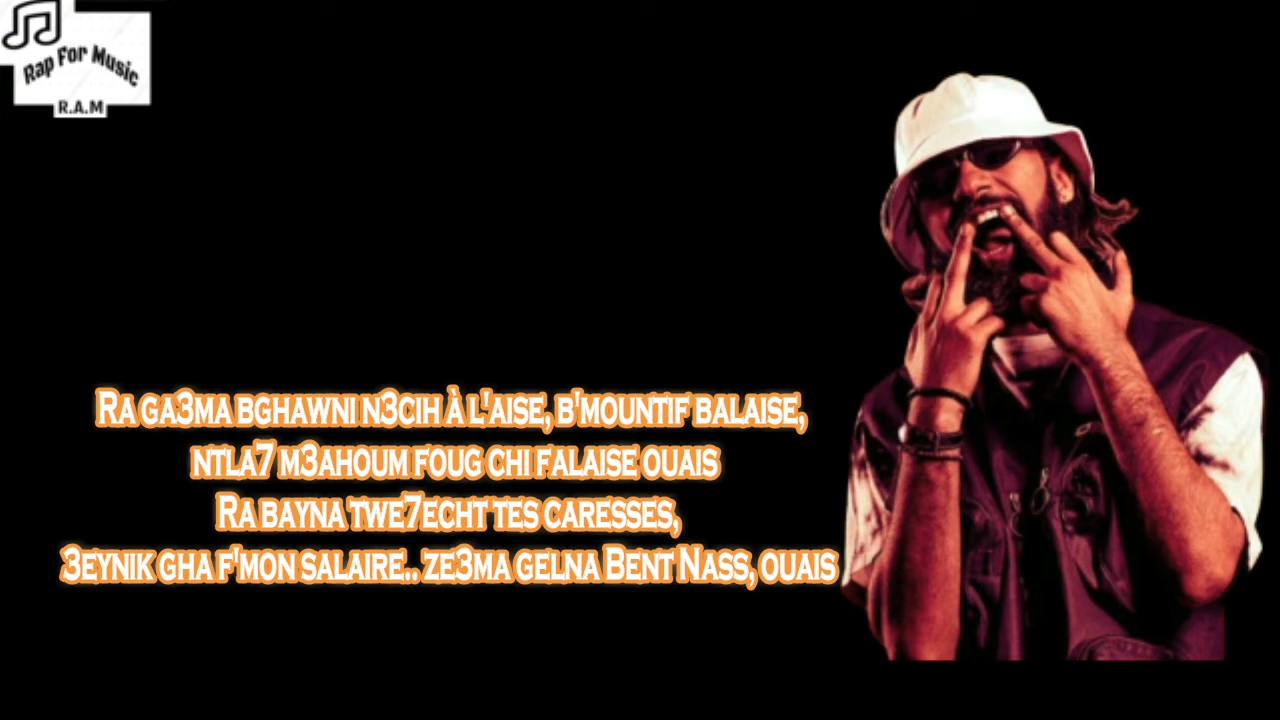 Rap For Music
R.A.M
Ra ga3ma bghawni n3cih à l'aise, b'mountif balaise,
ntla7 m3ahoum foug chi falaise ouais
Ra bayna twe7echt tes caresses,
3eynik gha f'mon salaire.. ze3ma gelna Bent Nass, ouais